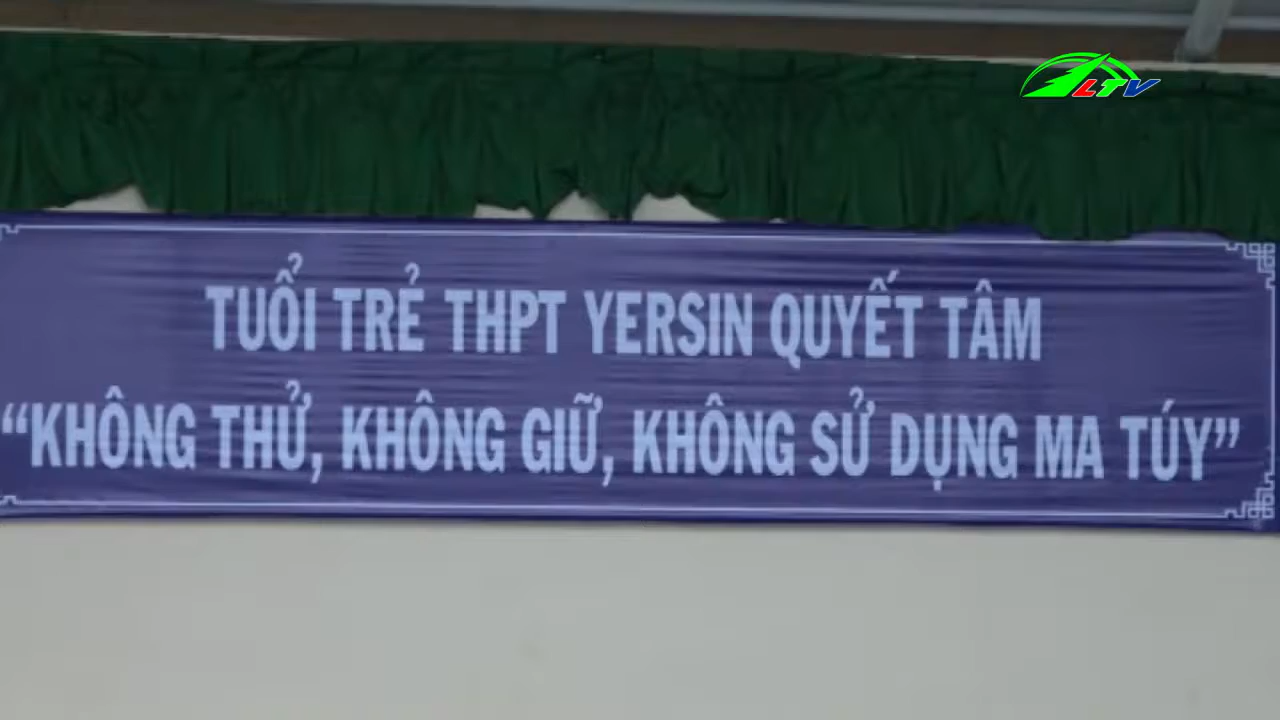 LTV
TUỔI TRẺ THPT YERSIN QUYẾT TÂM
“KHÔNG THỬ, KHÔNG GIỮ, KHÔNG SỬ DỤNG MA TÚY”